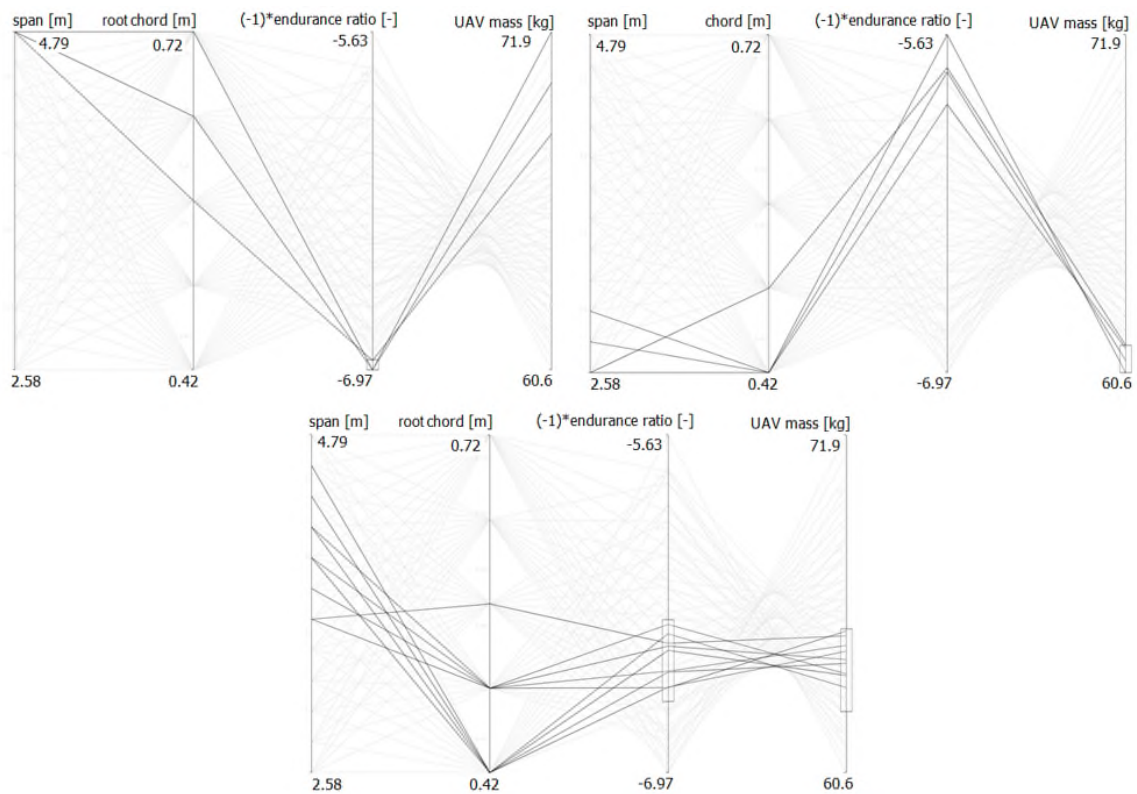 span [m] root chord [m] (-1)*endurance ratio [-] UAV mass [kg]
4.79 0.72 -5.63 71.9
2.58 0.42 -6.97 60.6
span [m] chord [m] (-1)*endurance ratio [-] UAV mass [kg]
4.79 0.72 -5.63 71.9
2.58 0.42 -6.97 60.6
span [m] root chord [m] (-1)*endurance ratio [-] UAV mass [kg]
4.79 0.72 -5.63 71.9
2.58 0.42 -6.97 60.6